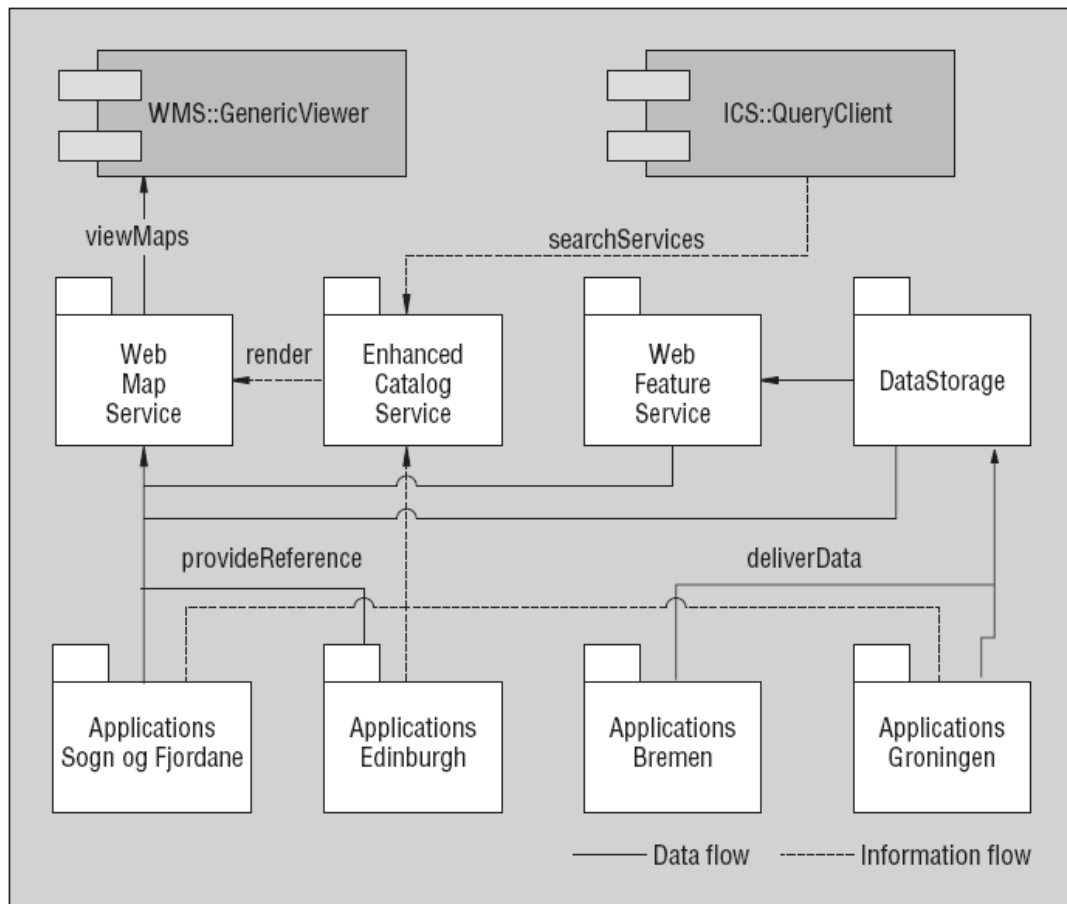 WMS::GenericViewer
ICS::QueryClient
viewMaps
searchServices
Web
Map
Service
render
Enhanced
Catalog
Service
Web
Feature
Service
DataStorage
provideReference
deliverData
Applications
Sogn og Fjordane
Applications
Edinburgh
Applications
Bremen
Applications
Groningen
Data flow
Information flow